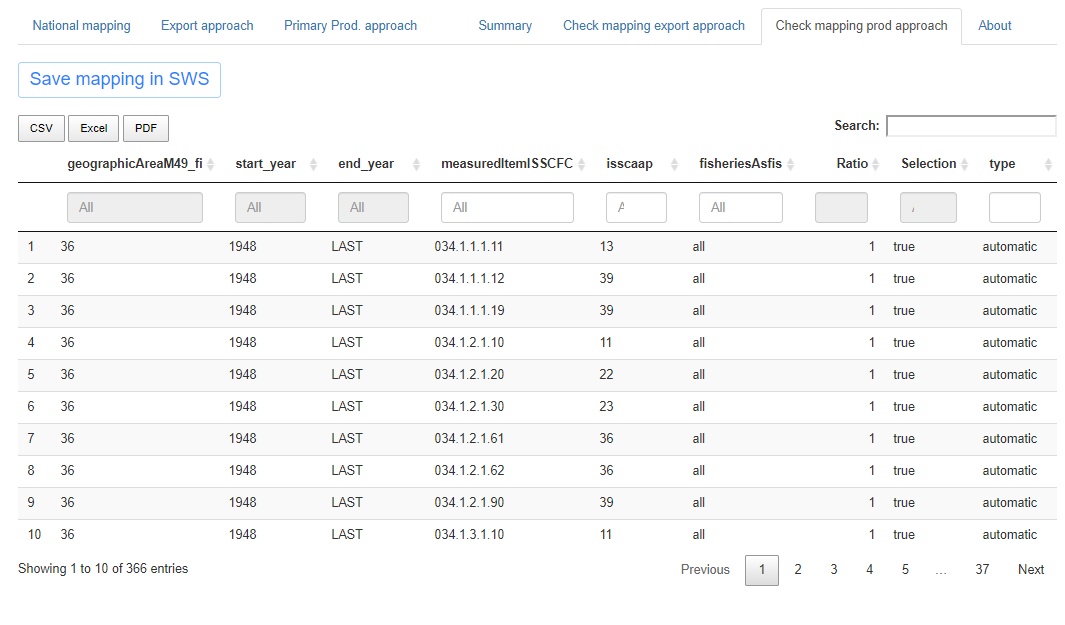 National mapping Export approach Primary Prod. approach Summary Check mapping export approach Check mapping prod approach About
Save mapping in SWS
CSV Excel PDF Search:
geographicAreaM49_fi start_year end_year measuredItemISSCFC isscaap fisheriesAsfis Ratio Selection type
All All All All All
1 36 1948 LAST 034.1.1.1.11 13 all 1 true automatic
2 36 1948 LAST 034.1.1.1.12 39 all 1 true automatic
3 36 1948 LAST 034.1.1.1.19 39 all 1 true automatic
4 36 1948 LAST 034.1.2.1.10 11 all 1 true automatic
5 36 1948 LAST 034.1.2.1.20 22 all 1 true automatic
6 36 1948 LAST 034.1.2.1.30 23 all 1 true automatic
7 36 1948 LAST 034.1.2.1.61 36 all 1 true automatic
8 36 1948 LAST 034.1.2.1.62 36 all 1 true automatic
9 36 1948 LAST 034.1.2.1.90 39 all 1 true automatic
10 36 1948 LAST 034.1.3.1.10 11 all 1 true automatic
Showing 1 to 10 of 366 entries Previous 1 2 3 4 5 … 37 Next